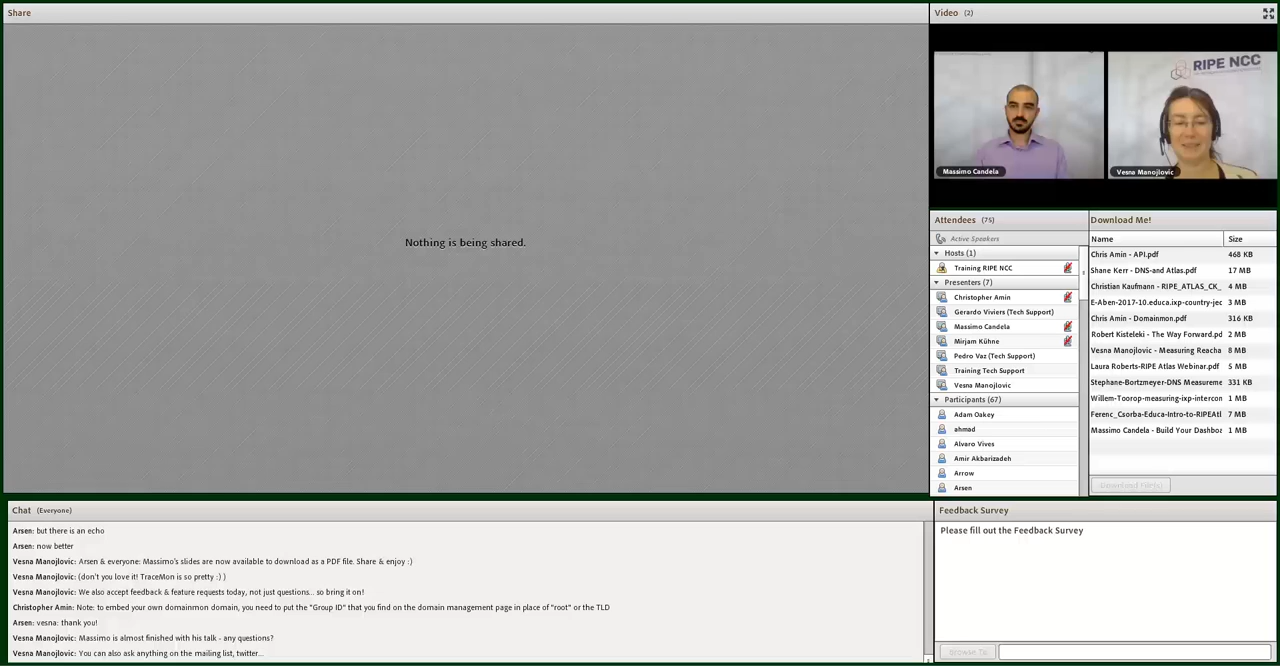 Share
Nothing is being shared.
Video (2)
RIPE NCC
Massimo Candela
Vesna Manojlovic
Attendees (75)
Active Speakers
Hosts (1)
Training RIPE NCC
Presenters (7)
Christopher Amin
Gerardo Viviers (Tech Support)
Massimo Candela
Mirjam Kühne
Pedro Vaz (Tech Support)
Training Tech Support
Vesna Manojlovic
Participants (67)
Adam Oakey
ahmad
Alvaro Vives
Amir Akbarizadeh
Arrow
Arsen
Download Me!
Name Size
Chris Amin - API.pdf 468 KB
Shane Kerr - DNS-and Atlas.pdf 17 MB
Christian Kaufmann - RIPE_ATLAS_CK_ 4 MB
E-Aben-2017-10.educa.ixp-country-jec 3 MB
Chris Amin - Domainmon.pdf 316 KB
Robert Kisteleki - The Way Forward.pd 2 MB
Vesna Manojlovic - Measuring Reacha 8 MB
Laura Roberts-RIPE Atlas Webinar.pdf 5 MB
Stephane-Bortzmeyer-DNS Measureme 331 KB
Willem-Toorop-measuring-ixp-intercon 1 MB
Ferenc_Csorba-Educa-Intro-to-RIPEAtl 7 MB
Massimo Candela - Build Your Dashboa 1 MB
Download File(s)
Chat (Everyone)
Arsen: but there is an echo
Arsen: now better
Vesna Manojlovic: Arsen & everyone: Massimo's slides are now available to download as a PDF file. Share & enjoy :)
Vesna Manojlovic: (don't you love it! TraceMon is so pretty :) )
Vesna Manojlovic: We also accept feedback & feature requests today, not just questions... so bring it on!
Christopher Amin: Note: to embed your own domainmon domain, you need to put the "Group ID" that you find on the domain management page in place of "root" or the TLD
Arsen: vesna: thank you!
Vesna Manojlovic: Massimo is almost finished with his talk - any questions?
Vesna Manojlovic: You can also ask anything on the mailing list, twitter...
Feedback Survey
Please fill out the Feedback Survey
Browse To